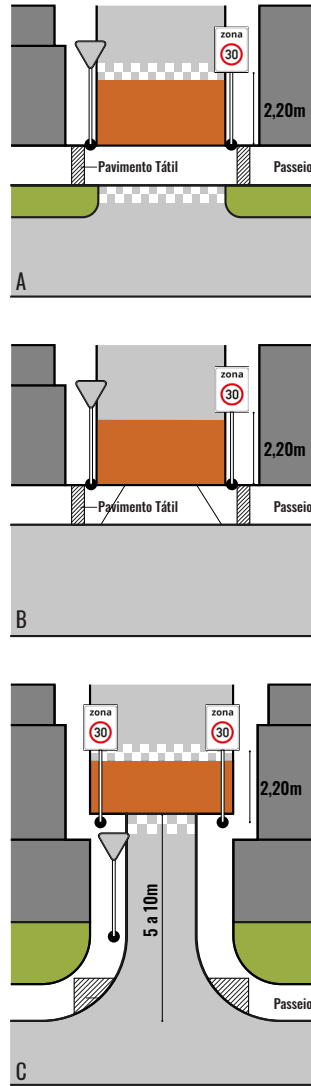 zona
30
2,20m
Pavimento Tátil
Passeio
A
zona
30
2,20m
Pavimento Tátil
Passeio
B
zona
30
zona
30
2,20m
5 a 10m
Passeio
C